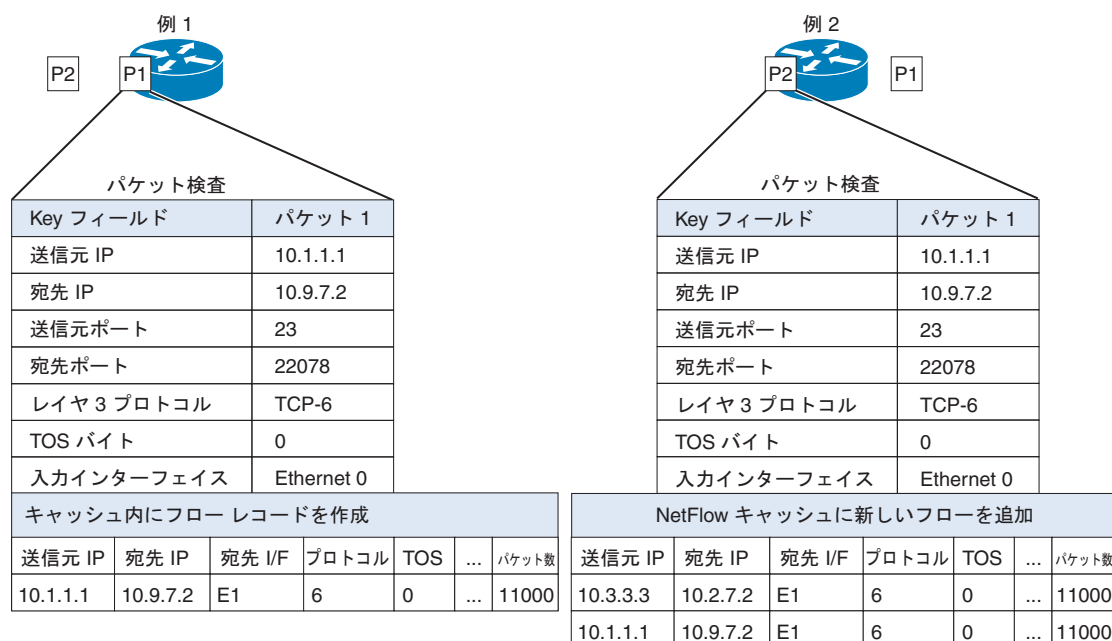 例 1
P2
P1
パケット検査
Key フィールド パケット 1
送信元 IP 10.1.1.1
宛先 IP 10.9.7.2
送信元ポート 23
宛先ポート 22078
レイヤ 3 プロトコル TCP-6
TOS バイト 0
入力インターフェイス Ethernet 0
キャッシュ内にフロー レコードを作成
送信元 IP 宛先 IP 宛先 I/F プロトコル TOS ... パケット数
10.1.1.1 10.9.7.2 E1 6 0 ... 11000
例 2
P2
P1
パケット検査
Key フィールド パケット 1
送信元 IP 10.1.1.1
宛先 IP 10.9.7.2
送信元ポート 23
宛先ポート 22078
レイヤ 3 プロトコル TCP-6
TOS バイト 0
入力インターフェイス Ethernet 0
NetFlow キャッシュに新しいフローを追加
送信元 IP 宛先 IP 宛先 I/F プロトコル TOS ... パケット数
10.3.3.3 10.2.7.2 E1 6 0 ... 11000
10.1.1.1 10.9.7.2 E1 6 0 ... 11000